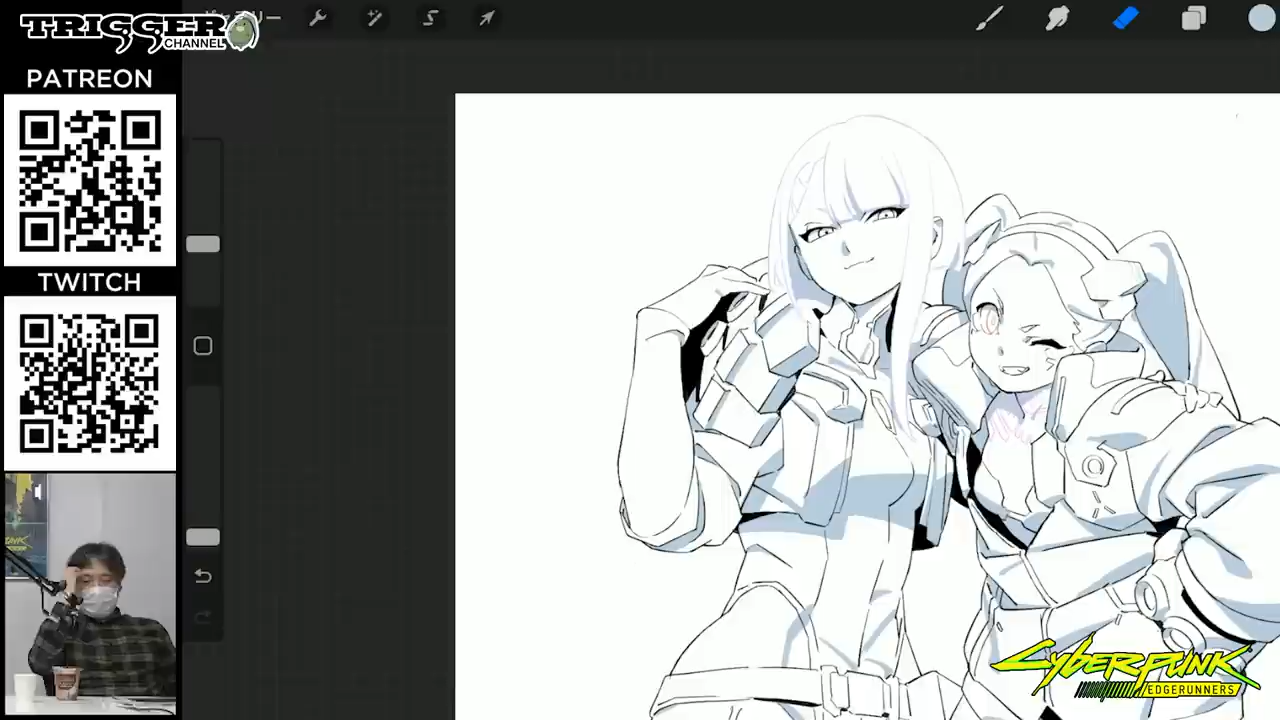 TRIGGER
CHANNEL
PATREON
TWITCH
CYBERPUNK
EDGERUNNERS